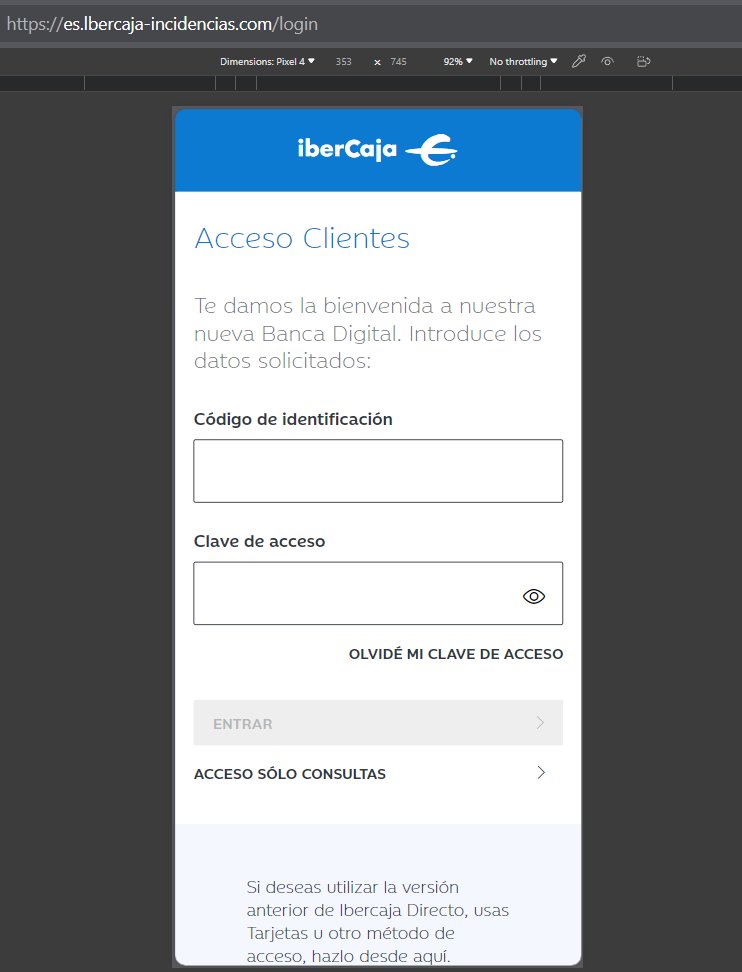 https://es.lbercaja-incidencias.com/login
Dimensions: Pixel 4 ▼ 353 × 745 92% ▼ No throttling ▼
iberCaja
Acceso Clientes
Te damos la bienvenida a nuestra
nueva Banca Digital. Introduce los
datos solicitados:
Código de identificación
Clave de acceso
OLVIDÉ MI CLAVE DE ACCESO
ENTRAR
ACCESO SÓLO CONSULTAS
Si deseas utilizar la versión
anterior de Ibercaja Directo, usas
Tarjetas u otro método de
acceso, hazlo desde aquí.